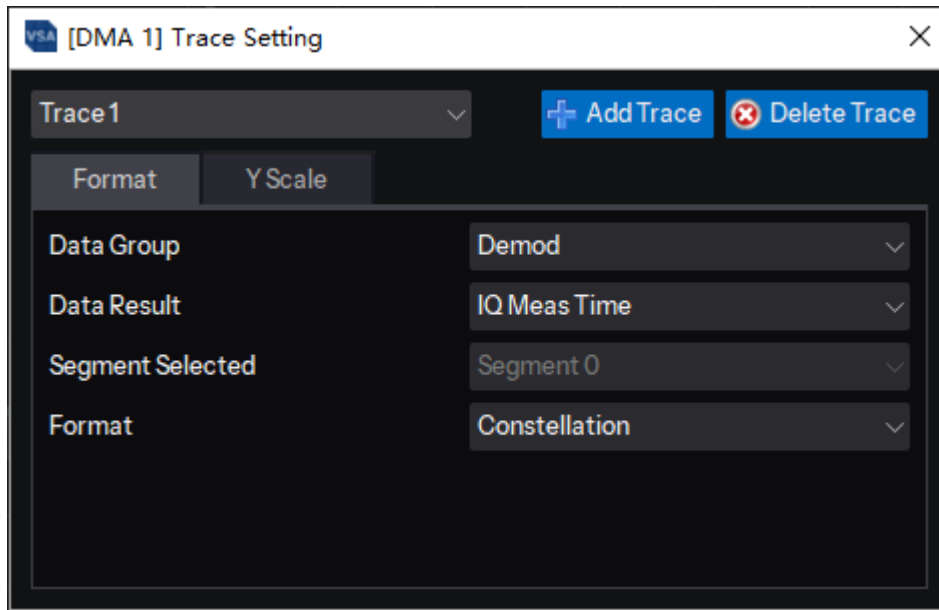 VSA [DMA 1] Trace Setting
Trace 1 Add Trace Delete Trace
Format Y Scale
Data Group Demod
Data Result IQ Meas Time
Segment Selected Segment 0
Format Constellation